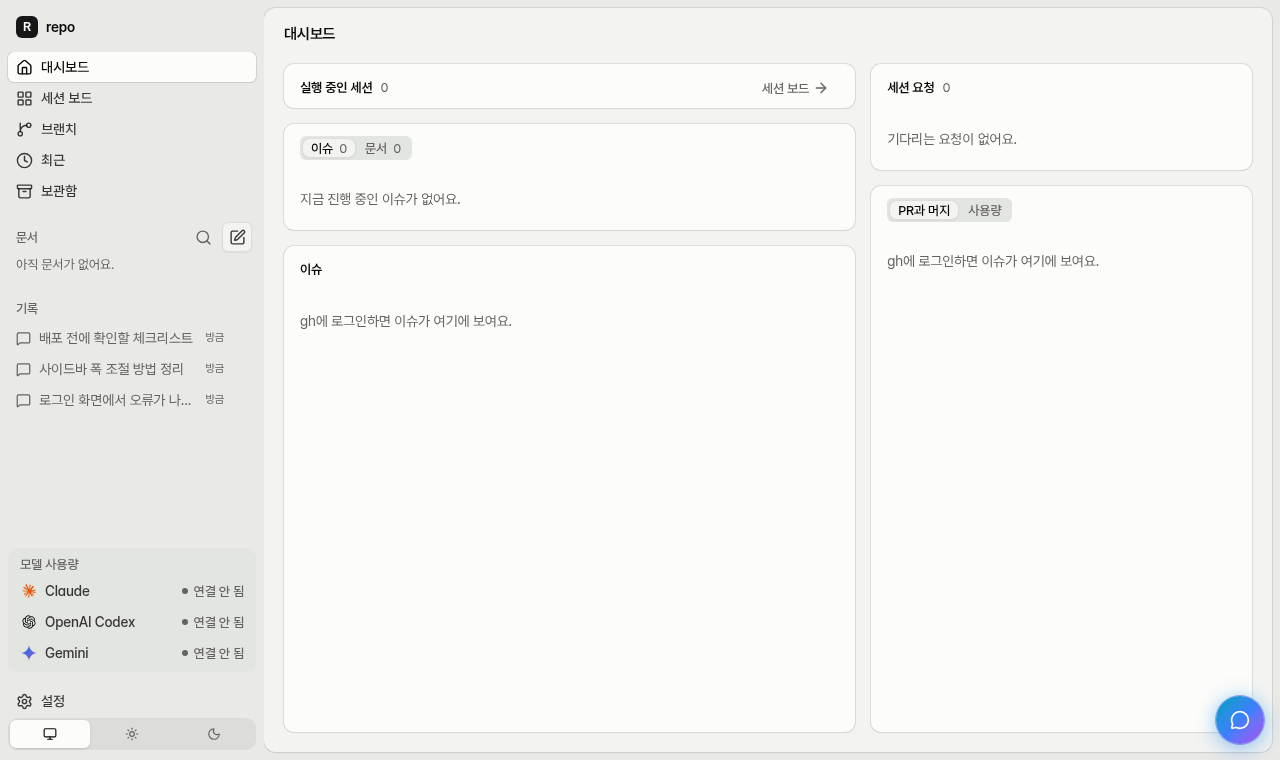 R repo
대시보드
세션 보드
브랜치
최근
보관함
문서
아직 문서가 없어요.
기록
배포 전에 확인할 체크리스트 방금
사이드바 폭 조절 방법 정리 방금
로그인 화면에서 오류가 나... 방금
모델 사용량
Claude 연결 안 됨
OpenAI Codex 연결 안 됨
Gemini 연결 안 됨
설정
대시보드
실행 중인 세션 0 세션 보드
이슈 0 문서 0
지금 진행 중인 이슈가 없어요.
이슈
gh에 로그인하면 이슈가 여기에 보여요.
세션 요청 0
기다리는 요청이 없어요.
PR과 머지 사용량
gh에 로그인하면 이슈가 여기에 보여요.